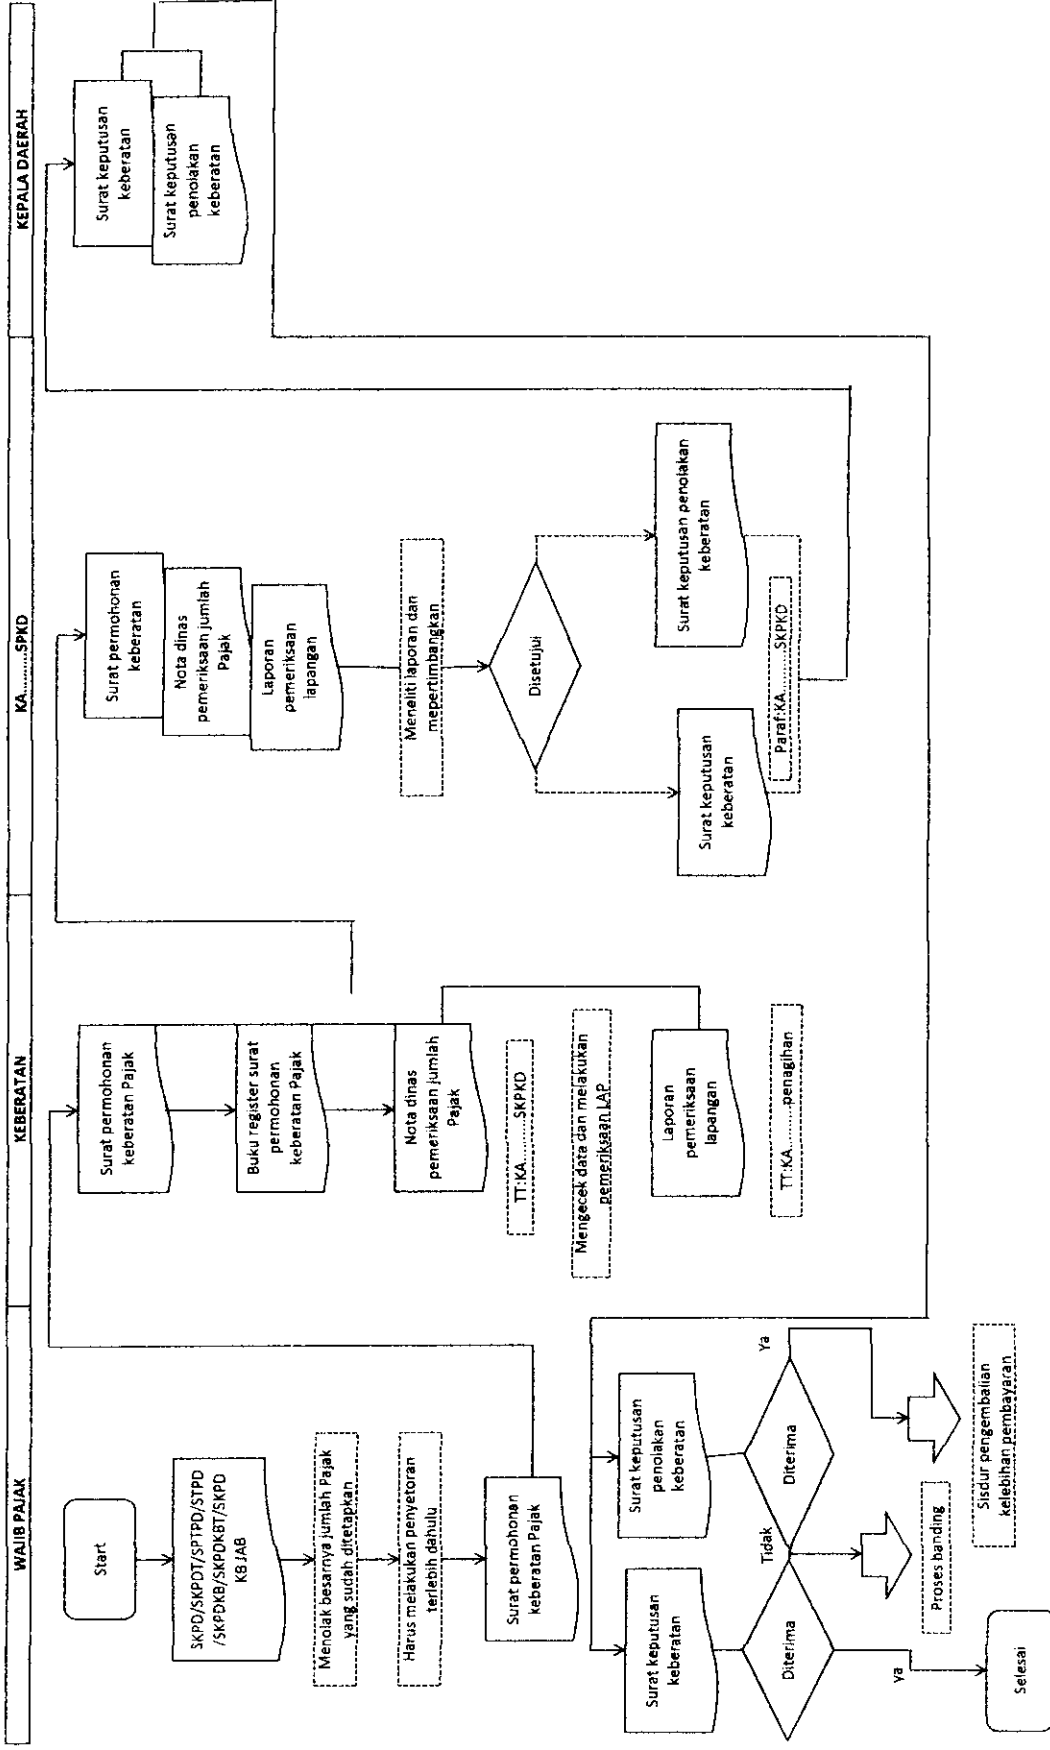 WAJIB PAJAK
KEBERATAN
KA..........SPKD
KEPALA DAERAH
Start
SKPD/SKPDT/SPTPD/STPD
/SKPDKB/SKPDKBT/SKPD
KB JAB
Menolak besarnya jumlah Pajak
yang sudah ditetapkan
Harus melakukan penyetoran
terlebih dahulu
Surat permohonan
keberatan Pajak
Surat keputusan
keberatan
Surat keputusan
penolakan
keberatan
Diterima
Tidak
Diterima
Ya
ya
Proses banding
Sisdur pengembalian
kelebihan pembayaran
Selesai
Surat permohonan
keberatan Pajak
Buku register surat
permohonan
keberatan Pajak
Nota dinas
pemeriksaan jumlah
Pajak
TT:KA..........SKPKD
Mengecek data dan melakukan
pemeriksaan LAP
Laporan
pemeriksaan
lapangan
TT:KA..........penagihan
Surat permohonan
keberatan
Nota dinas
pemeriksaan jumlah
Pajak
Laporan
pemeriksaan
lapangan
Meneliti laporan dan
mepertimbangkan
Disetujui
Surat keputusan
keberatan
Surat keputusan penolakan
keberatan
Paraf:KA..........SKPKD
Surat keputusan
keberatan
Surat keputusan
penolakan
keberatan